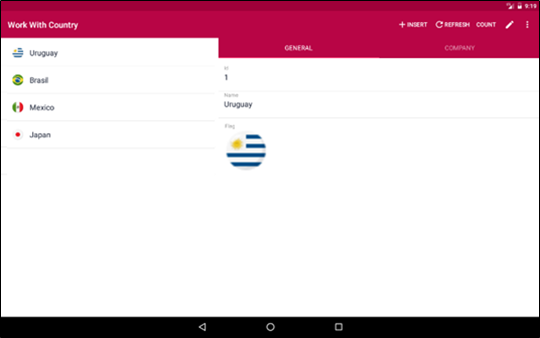 9:19
Work With Country
INSERT REFRESH COUNT
GENERAL COMPANY
Uruguay
Brasil
Mexico
Japan
Id
1
Name
Uruguay
Flag